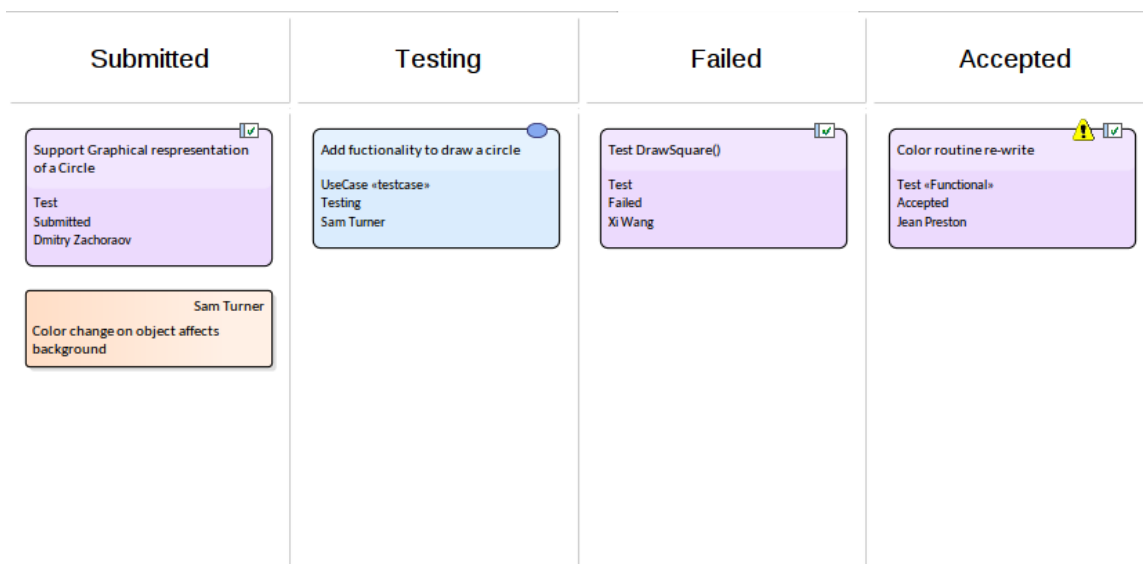 Submitted
Testing
Failed
Accepted
Support Graphical respresentation
of a Circle
Test
Submitted
Dmitry Zachoraov
Sam Turner
Color change on object affects
background
Add fuctionality to draw a circle
UseCase «testcase»
Testing
Sam Turner
Test DrawSquare()
Test
Failed
Xi Wang
Color routine re-write
Test «Functional»
Accepted
Jean Preston